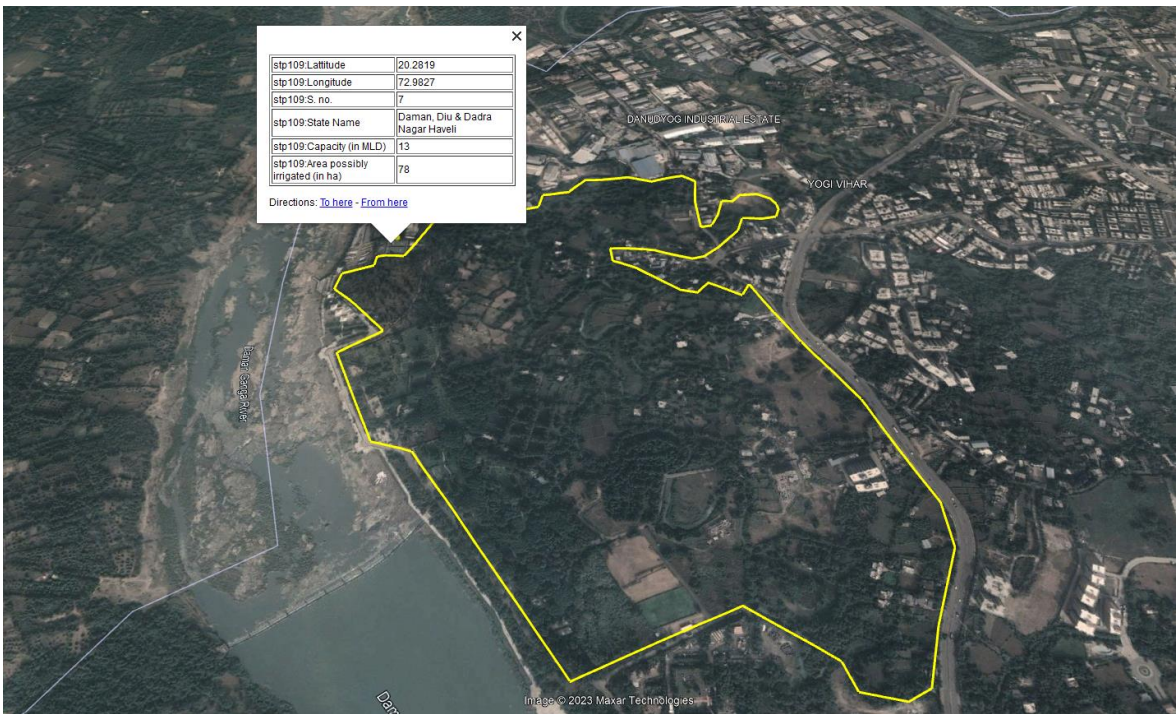 stp109:Lattitude 20.2819
stp109:Longitude 72.9827
stp109:S. no. 7
stp109:State Name Daman, Diu & Dadra
Nagar Haveli
stp109:Capacity (in MLD) 13
stp109:Area possibly
irrigated (in ha) 78
Directions: To here - From here
DANUDYOG INDUSTRIAL ESTATE
YOGI VIHAR
Ganga River
Image © 2023 Maxar Technologies